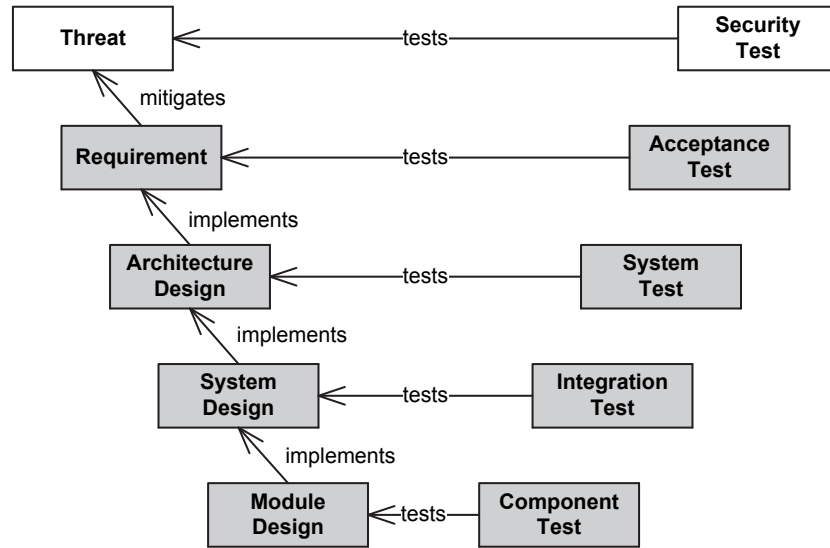 Threat
tests
Security
Test
mitigates
Requirement
tests
Acceptance
Test
implements
Architecture
Design
tests
System
Test
implements
System
Design
tests
Integration
Test
implements
Module
Design
tests
Component
Test